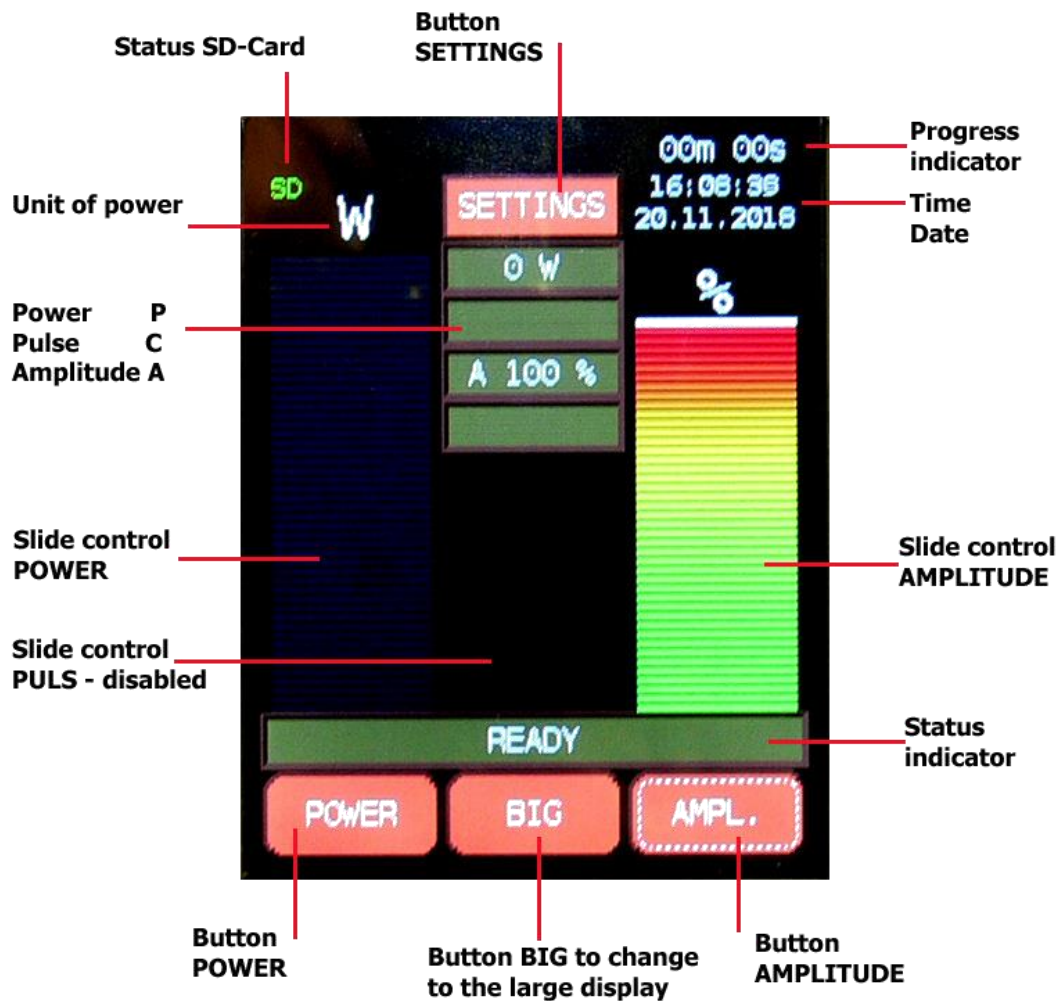 Button
SETTINGS
Status SD-Card
00m 00s
Progress
indicator
SD
SETTINGS
16:06:36
20.11.2018
Time
Date
Unit of power
W
0 W
%
Power P
Pulse C
Amplitude A
A 100 %
Slide control
POWER
Slide control
AMPLITUDE
Slide control
PULS - disabled
READY
Status
indicator
POWER
BIG
AMPL.
Button
POWER
Button BIG to change
to the large display
Button
AMPLITUDE